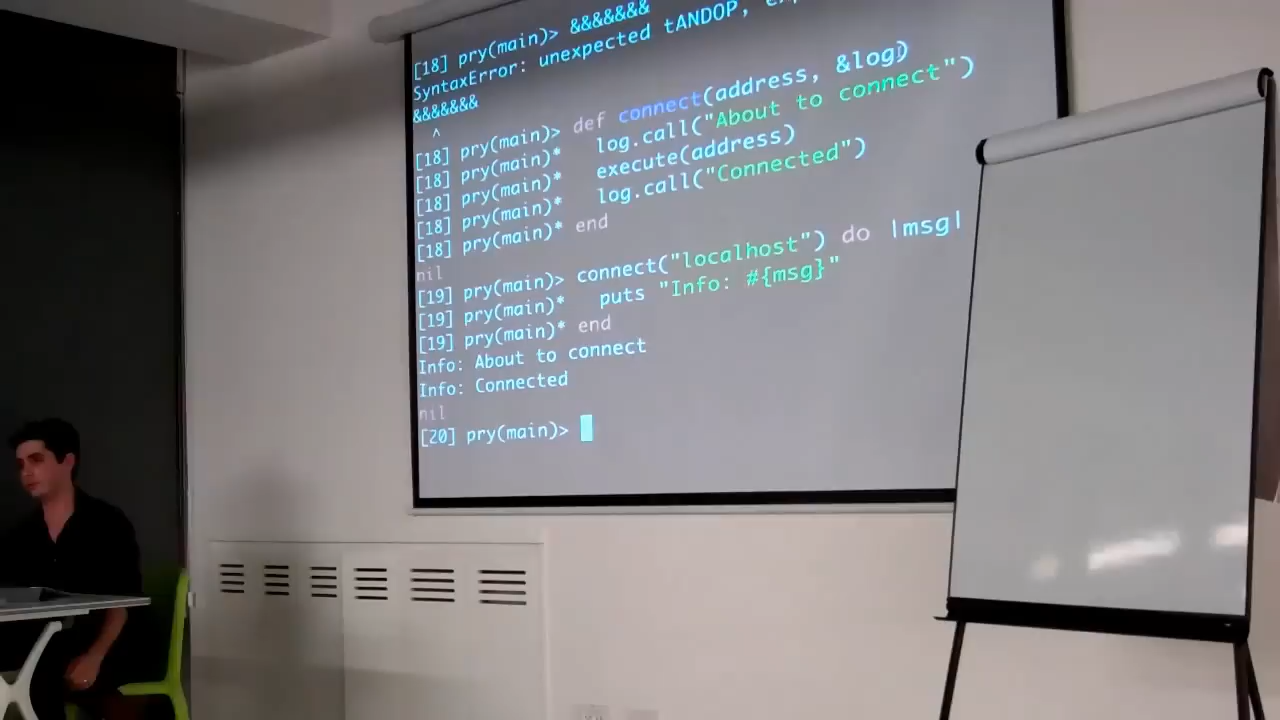 [18] pry(main)> &&&&&&&
SyntaxError: unexpected tANDOP,
&&&&&&&
^
[18] pry(main)> def connect(address, &log)
[18] pry(main)*   log.call("About to connect")
[18] pry(main)*   execute(address)
[18] pry(main)*   log.call("Connected")
[18] pry(main)* end
nil
[19] pry(main)> connect("localhost") do |msg|
[19] pry(main)*   puts "Info: #{msg}"
[19] pry(main)* end
Info: About to connect
Info: Connected
nil
[20] pry(main)>